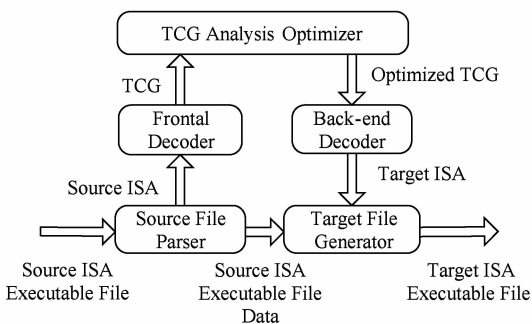 TCG Analysis Optimizer
TCG
Optimized TCG
Frontal
Decoder
Back-end
Decoder
Source ISA
Target ISA
Source File
Parser
Target File
Generator
Source ISA
Executable File
Source ISA
Executable File
Data
Target ISA
Executable File